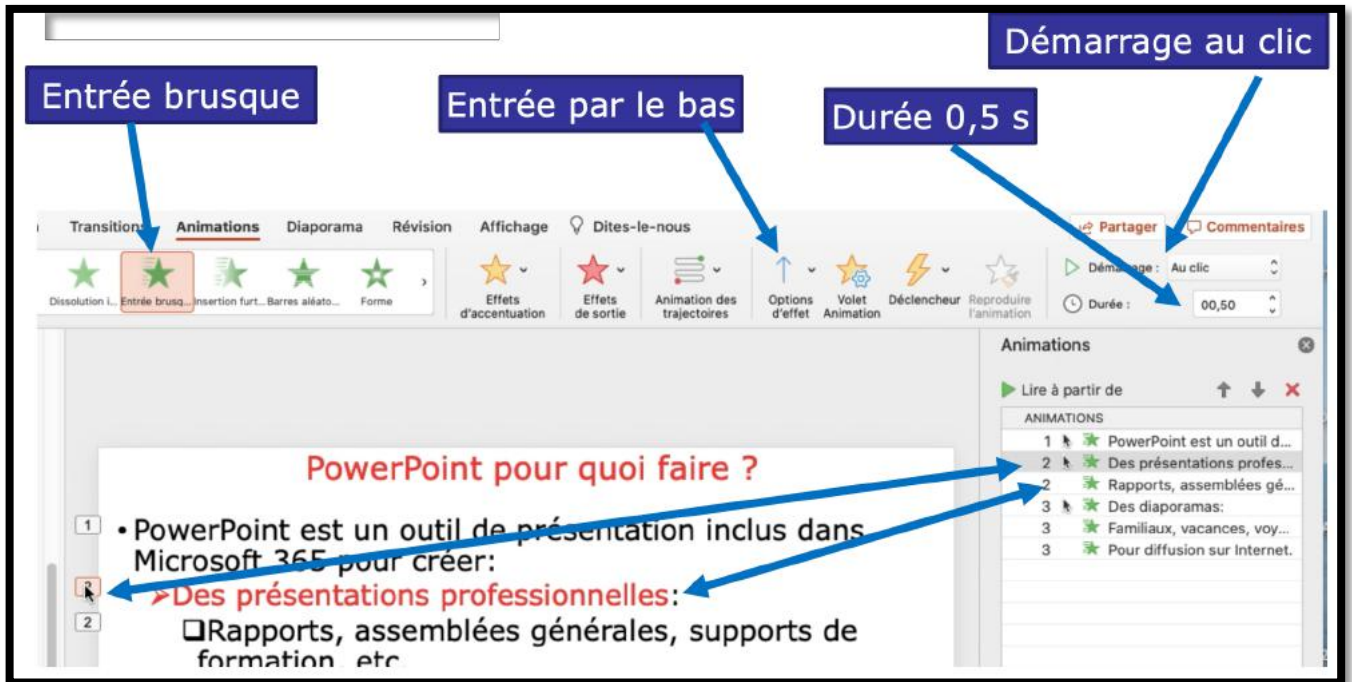 Démarrage au clic
Entrée brusque
Entrée par le bas
Durée 0,5 s
Transitions Animations Diaporama Révision Affichage Dites-le-nous Partager Commentaires
Dissolution i... Entrée brusq... Insertion furt... Barres aléato... Forme
Effets d'accentuation
Effets de sortie
Animation des trajectoires
Options d'effet
Volet Animation
Déclencheur
Reproduire l'animation
Démarrage : Au clic
Durée : 00,50
Animations
Lire à partir de
ANIMATIONS
1 PowerPoint est un outil d...
2 Des présentations profes...
2 Rapports, assemblées gé...
3 Des diaporamas:
3 Familiaux, vacances, voy...
3 Pour diffusion sur Internet.
PowerPoint pour quoi faire ?
1 • PowerPoint est un outil de présentation inclus dans
Microsoft 365 pour créer:
2 ➢Des présentations professionnelles:
2 ❑Rapports, assemblées générales, supports de
formation, etc.